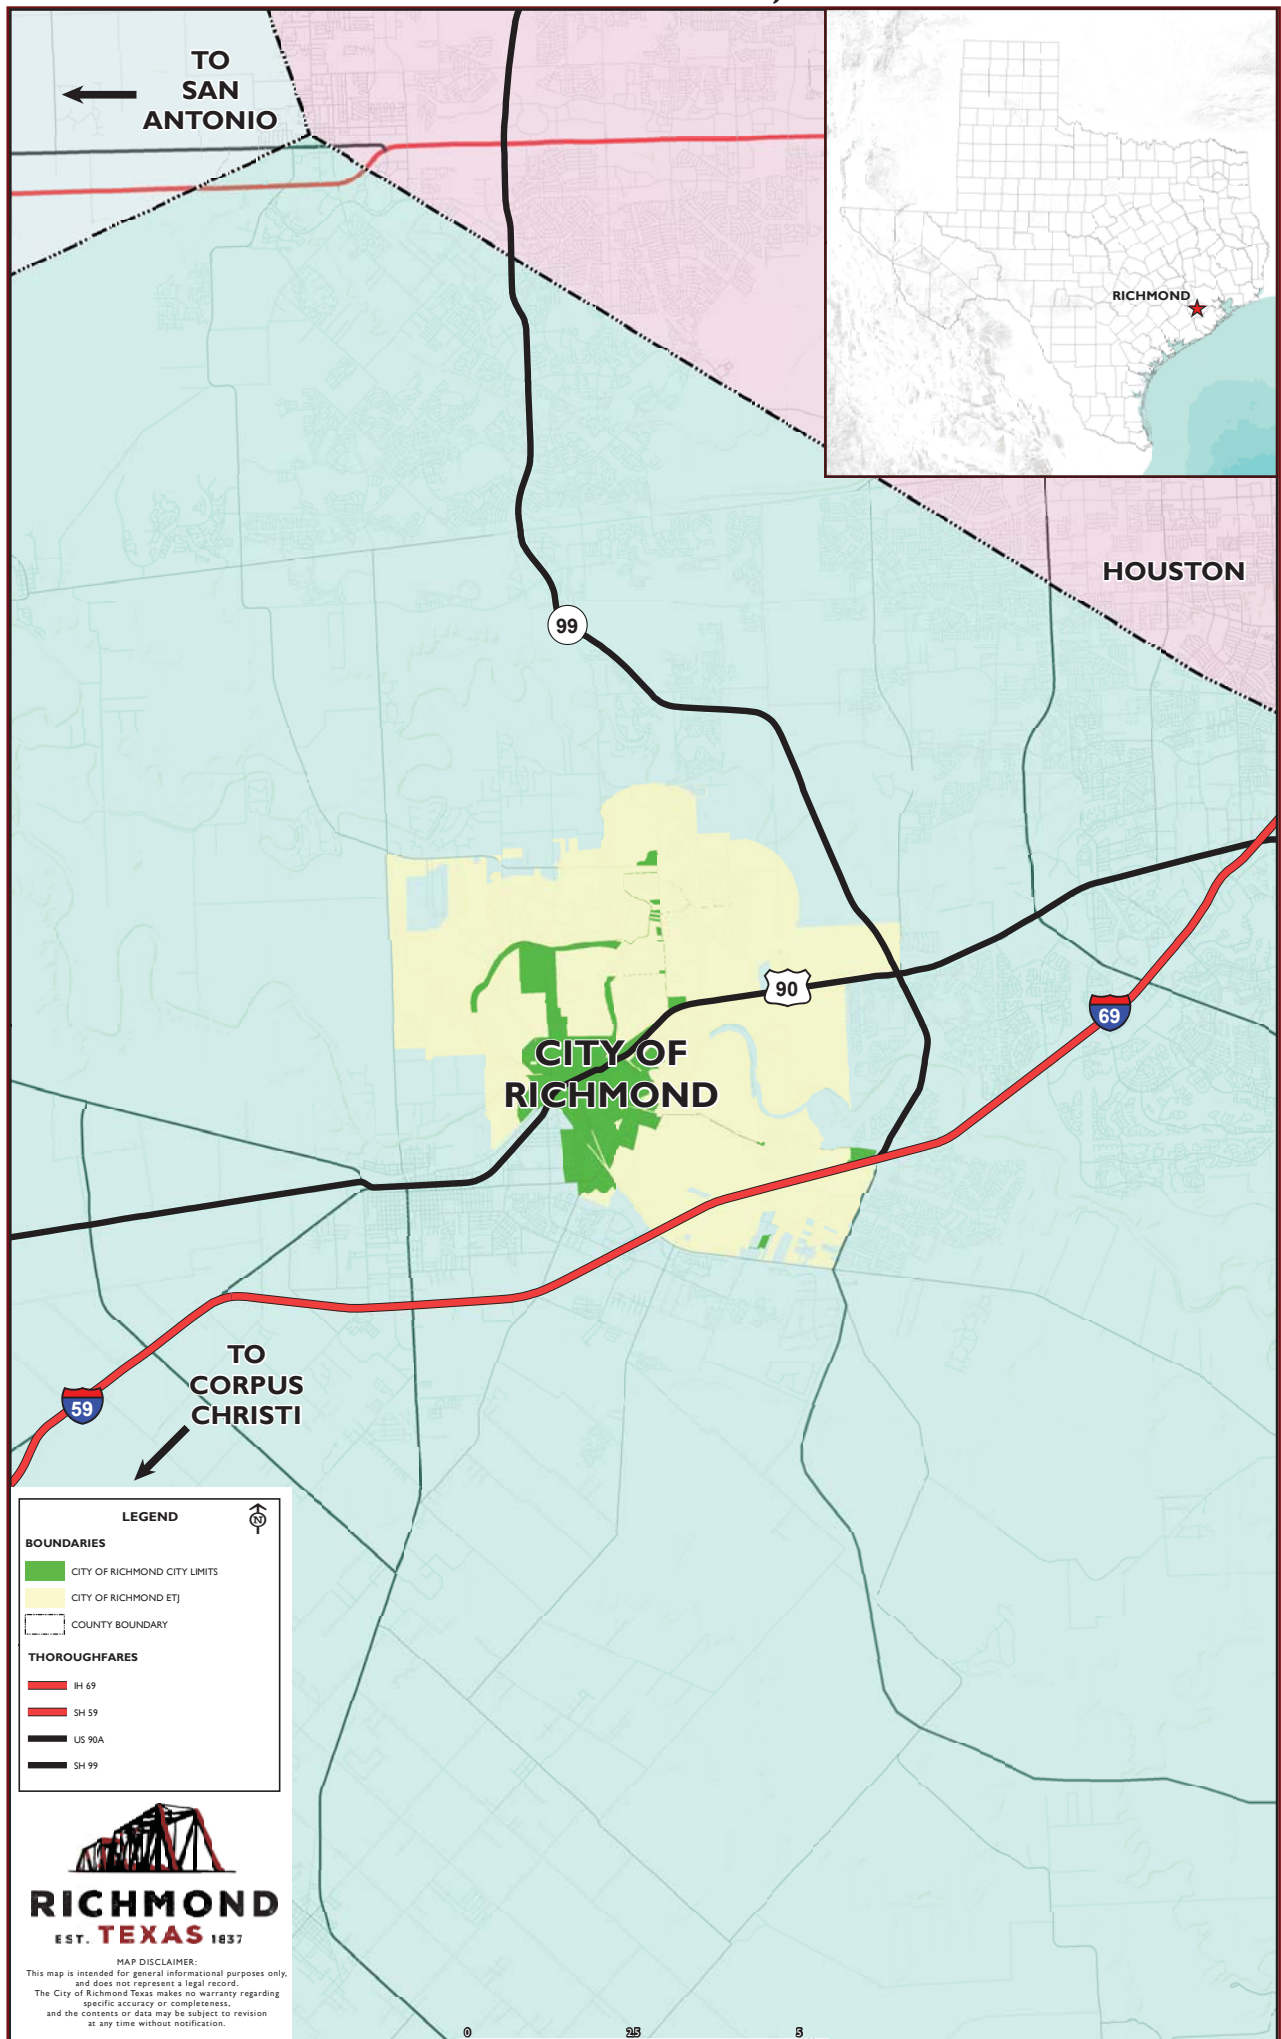 TO
SAN
ANTONIO
RICHMOND
HOUSTON
99
90
69
CITY OF
RICHMOND
TO
CORPUS
CHRISTI
59
LEGEND
N
BOUNDARIES
CITY OF RICHMOND CITY LIMITS
CITY OF RICHMOND ETJ
COUNTY BOUNDARY
THOROUGHFARES
IH 69
SH 59
US 90A
SH 99
RICHMOND
EST. TEXAS 1837
MAP DISCLAIMER:
This map is intended for general informational purposes only,
and does not represent a legal record.
The City of Richmond Texas makes no warranty regarding
specific accuracy or completeness,
and the contents or data may be subject to revision
at any time without notification.
0 2.5 5